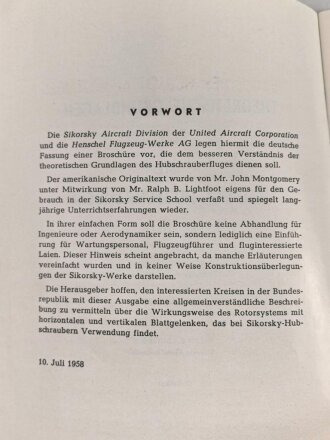 VORWORT
Die Sikorsky Aircraft Division der United Aircraft Corporation
und die Henschel Flugzeug-Werke AG legen hiermit die deutsche
Fassung einer Broschüre vor, die dem besseren Verständnis der
theoretischen Grundlagen des Hubschrauberfluges dienen soll.
Der amerikanische Originaltext wurde von Mr. John Montgomery
unter Mitwirkung von Mr. Ralph B. Lightfoot eigens für den Ge-
brauch in der Sikorsky Service School verfaßt und spiegelt lang-
jährige Unterrichtserfahrungen wieder.
In ihrer einfachen Form soll die Broschüre keine Abhandlung für
Ingenieure oder Aerodynamiker sein, sondern lediglich eine Einfüh-
rung für Wartungspersonal, Flugzeugführer und fluginteressierte
Laien. Dieser Hinweis scheint angebracht, da manche Erläuterungen
vereinfacht wurden und in keiner Weise Konstruktionsüberlegun-
gen der Sikorsky-Werke darstellen.
Die Herausgeber hoffen, den interessierten Kreisen in der Bundes-
republik mit dieser Ausgabe eine allgemeinverständliche Beschrei-
bung zu vermitteln über die Wirkungsweise des Rotorsystems mit
horizontalen und vertikalen Blattgelenken, das bei Sikorsky-Hub-
schraubern Verwendung findet.
10. Juli 1958